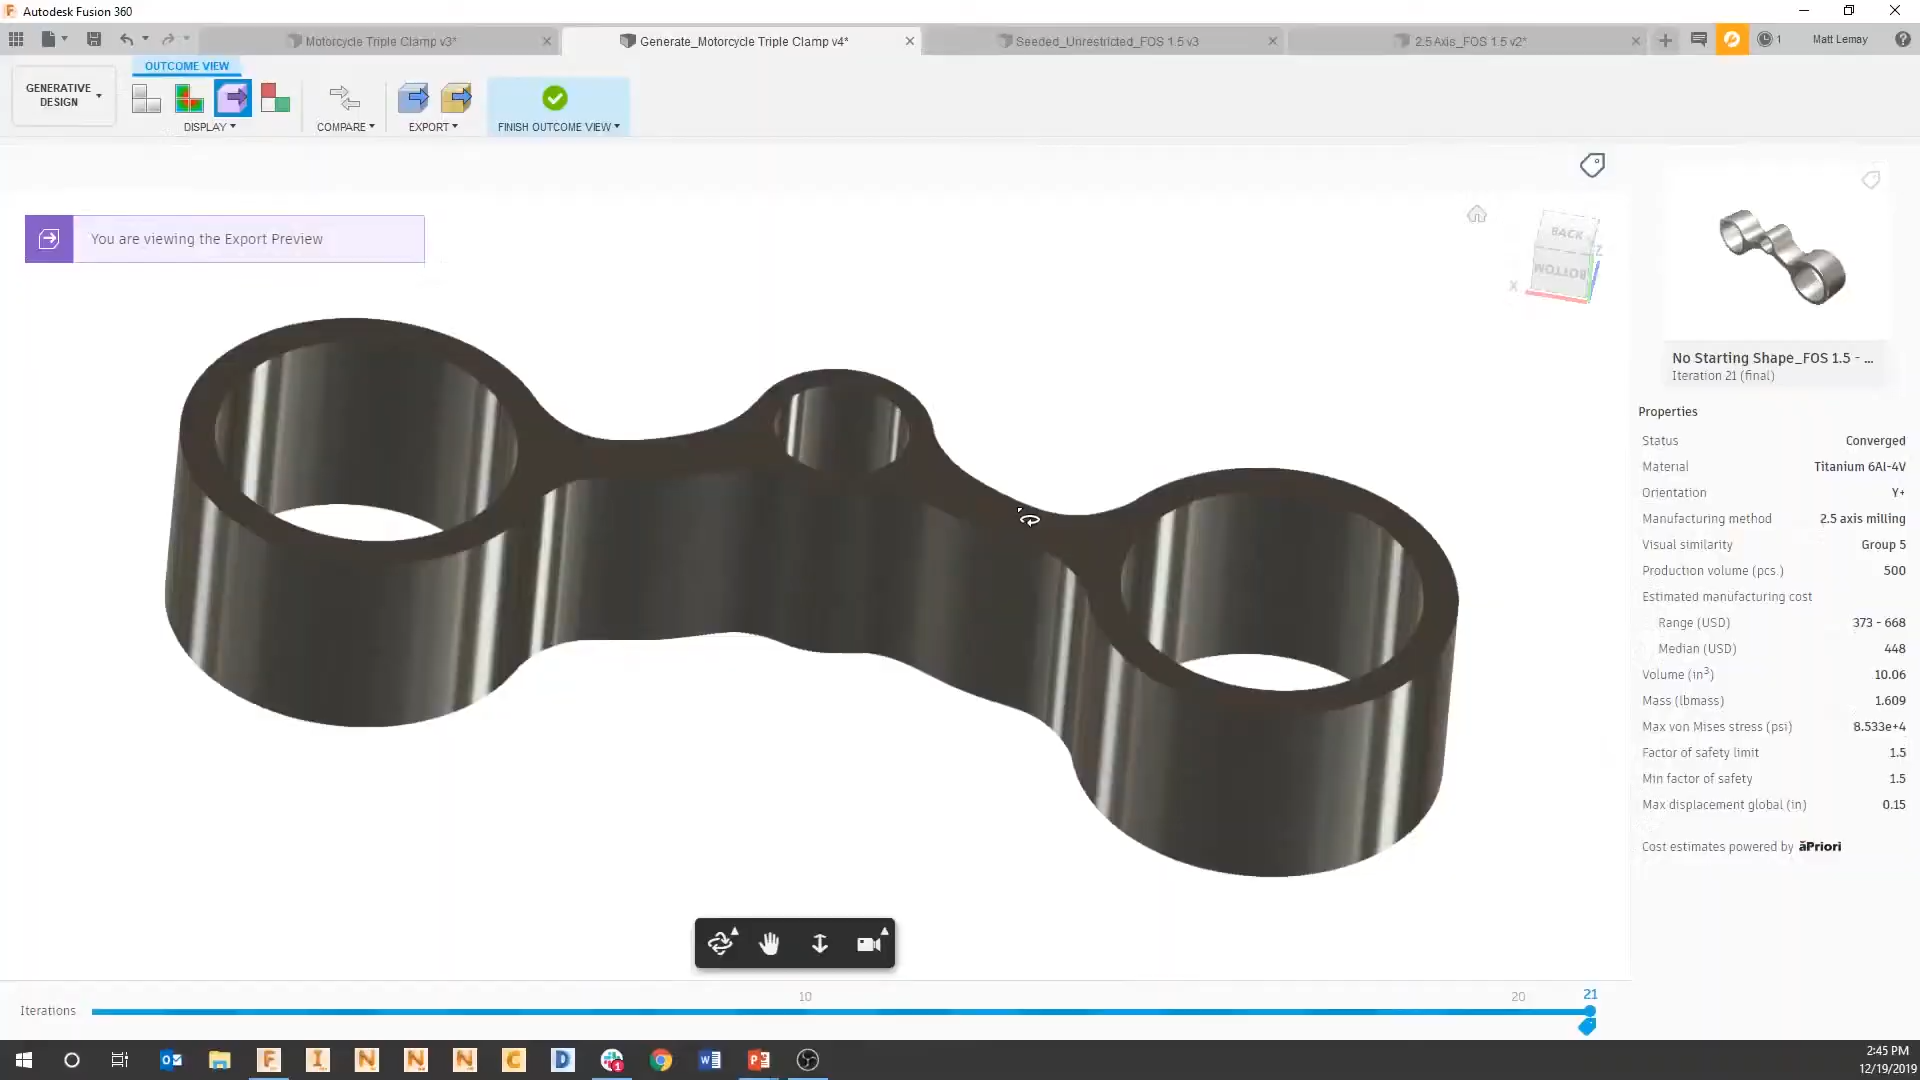 Autodesk Fusion 360
Motorcycle Triple Clamp v3*
Generate_Motorcycle Triple Clamp v4*
Seeded_Unrestricted_FOS 1.5 v3
2.5 Axis_FOS 1.5 v2*
1
Matt Lemay
OUTCOME VIEW
GENERATIVE
DESIGN
DISPLAY
COMPARE
EXPORT
FINISH OUTCOME VIEW
You are viewing the Export Preview
BACK
BOTTOM
Z
X
No Starting Shape_FOS 1.5 - ...
Iteration 21 (final)
Properties
Status Converged
Material Titanium 6Al-4V
Orientation Y+
Manufacturing method 2.5 axis milling
Visual similarity Group 5
Production volume (pcs.) 500
Estimated manufacturing cost
Range (USD) 373 - 668
Median (USD) 448
Volume (in3) 10.06
Mass (lbmass) 1.609
Max von Mises stress (psi) 8.533e+4
Factor of safety limit 1.5
Min factor of safety 1.5
Max displacement global (in) 0.15
Cost estimates powered by aPriori
10
20
21
Iterations
2:45 PM
12/19/2019